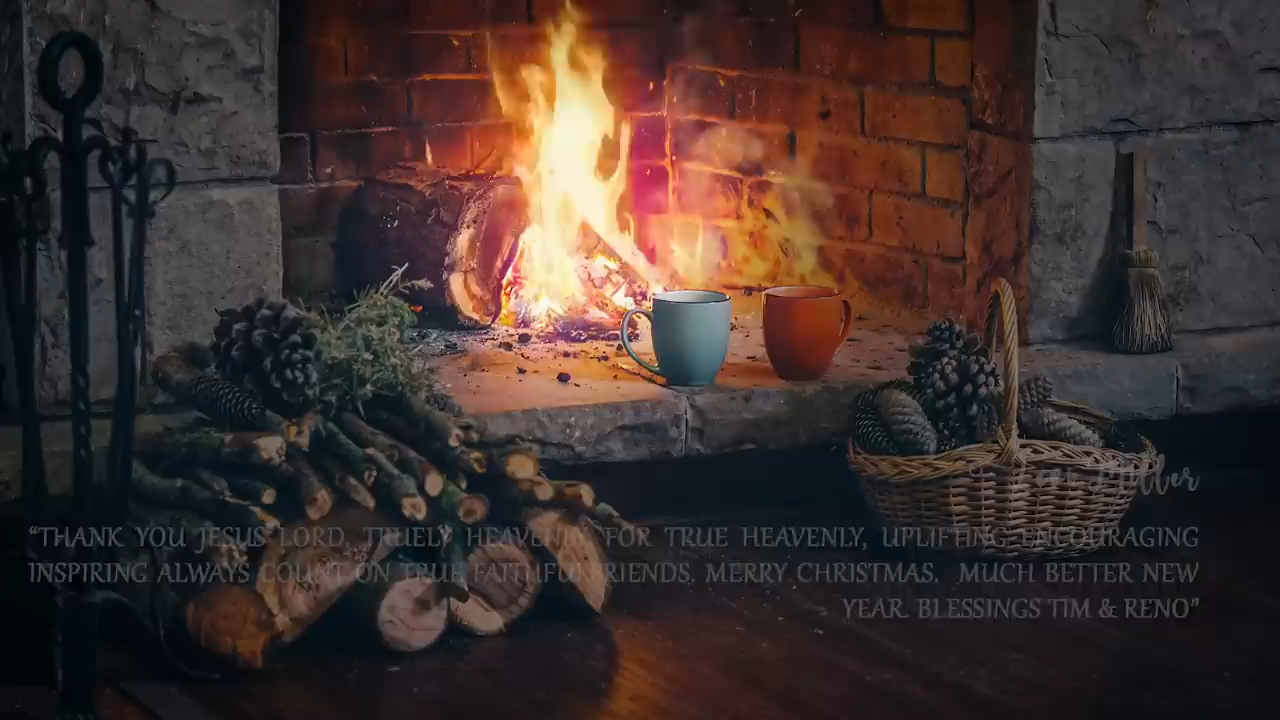 “THANK YOU JESUS LORD, TRUELY HEAVENLY, FOR TRUE HEAVENLY, UPLIFTING ENCOURAGING
INSPIRING ALWAYS COUNT ON TRUE FAITHFUL FRIENDS. MERRY CHRISTMAS. MUCH BETTER NEW
YEAR. BLESSINGS TIM & RENO”